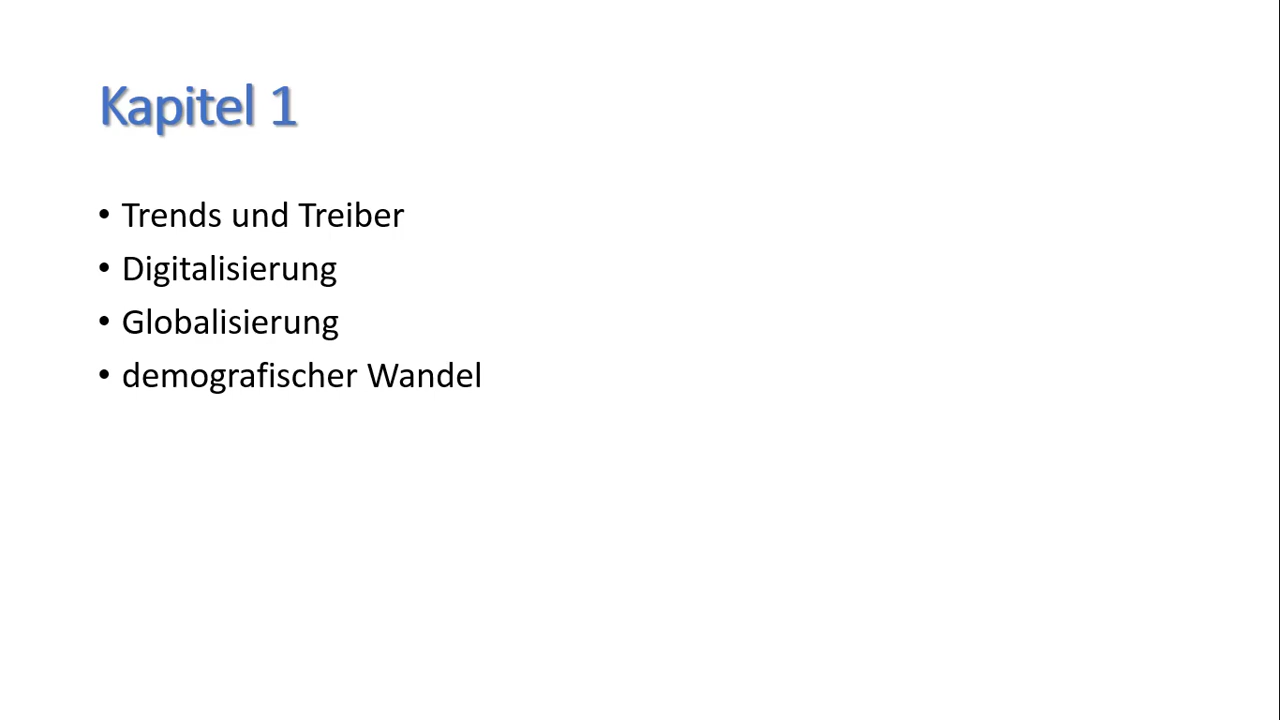 Kapitel 1
• Trends und Treiber
• Digitalisierung
• Globalisierung
• demografischer Wandel